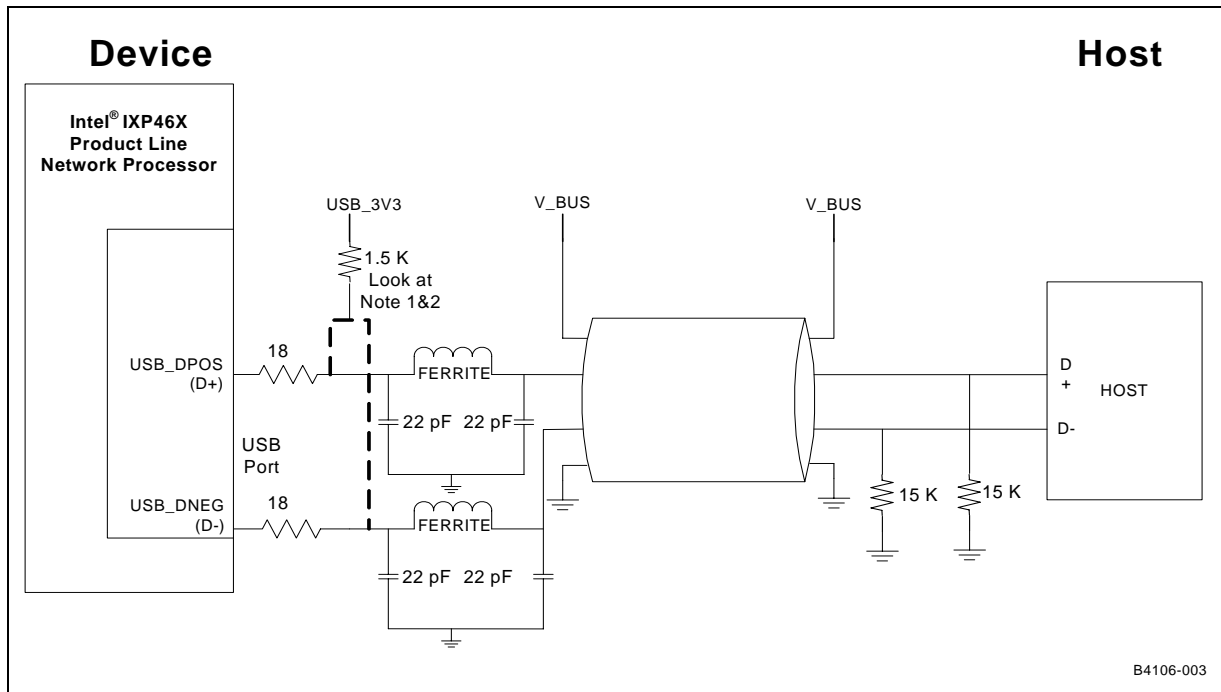 Device
Host
Intel® IXP46X
Product Line
Network Processor
USB_3V3
V_BUS
V_BUS
1.5 K
Look at
Note 1&2
USB_DPOS
(D+)
18
FERRITE
D
+
HOST
D-
22 pF
22 pF
USB
Port
15 K
15 K
USB_DNEG
(D-)
18
FERRITE
22 pF
22 pF
B4106-003